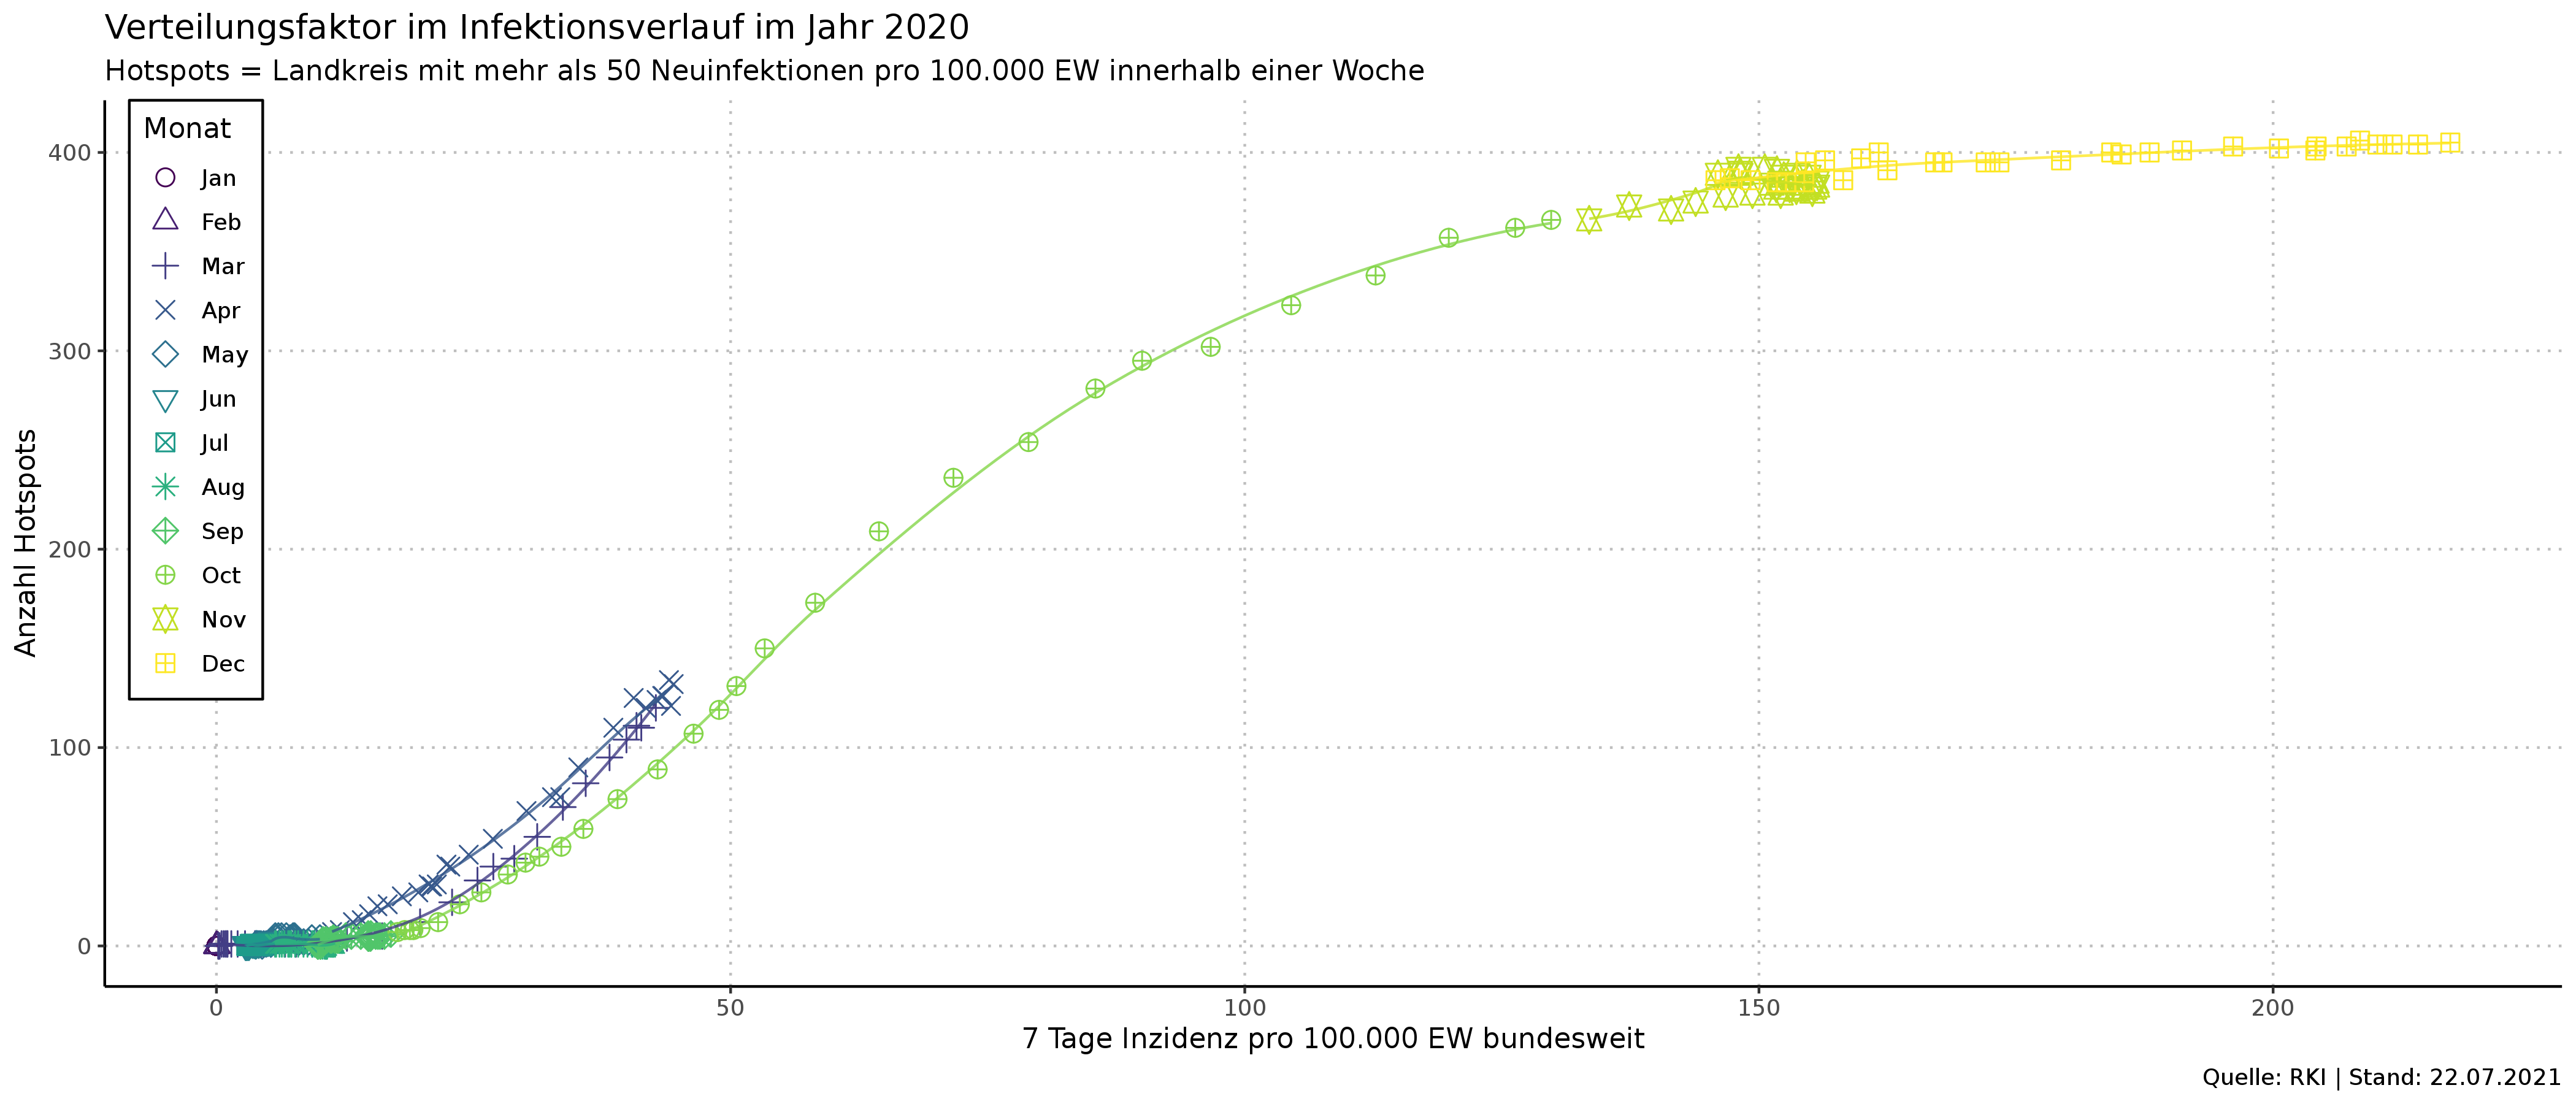 Verteilungsfaktor im Infektionsverlauf im Jahr 2020
Hotspots = Landkreis mit mehr als 50 Neuinfektionen pro 100.000 EW innerhalb einer Woche
Monat
Jan
Feb
Mar
Apr
May
Jun
Jul
Aug
Sep
Oct
Nov
Dec
Anzahl Hotspots
400
300
200
100
0
0 50 100 150 200
7 Tage Inzidenz pro 100.000 EW bundesweit
Quelle: RKI | Stand: 22.07.2021